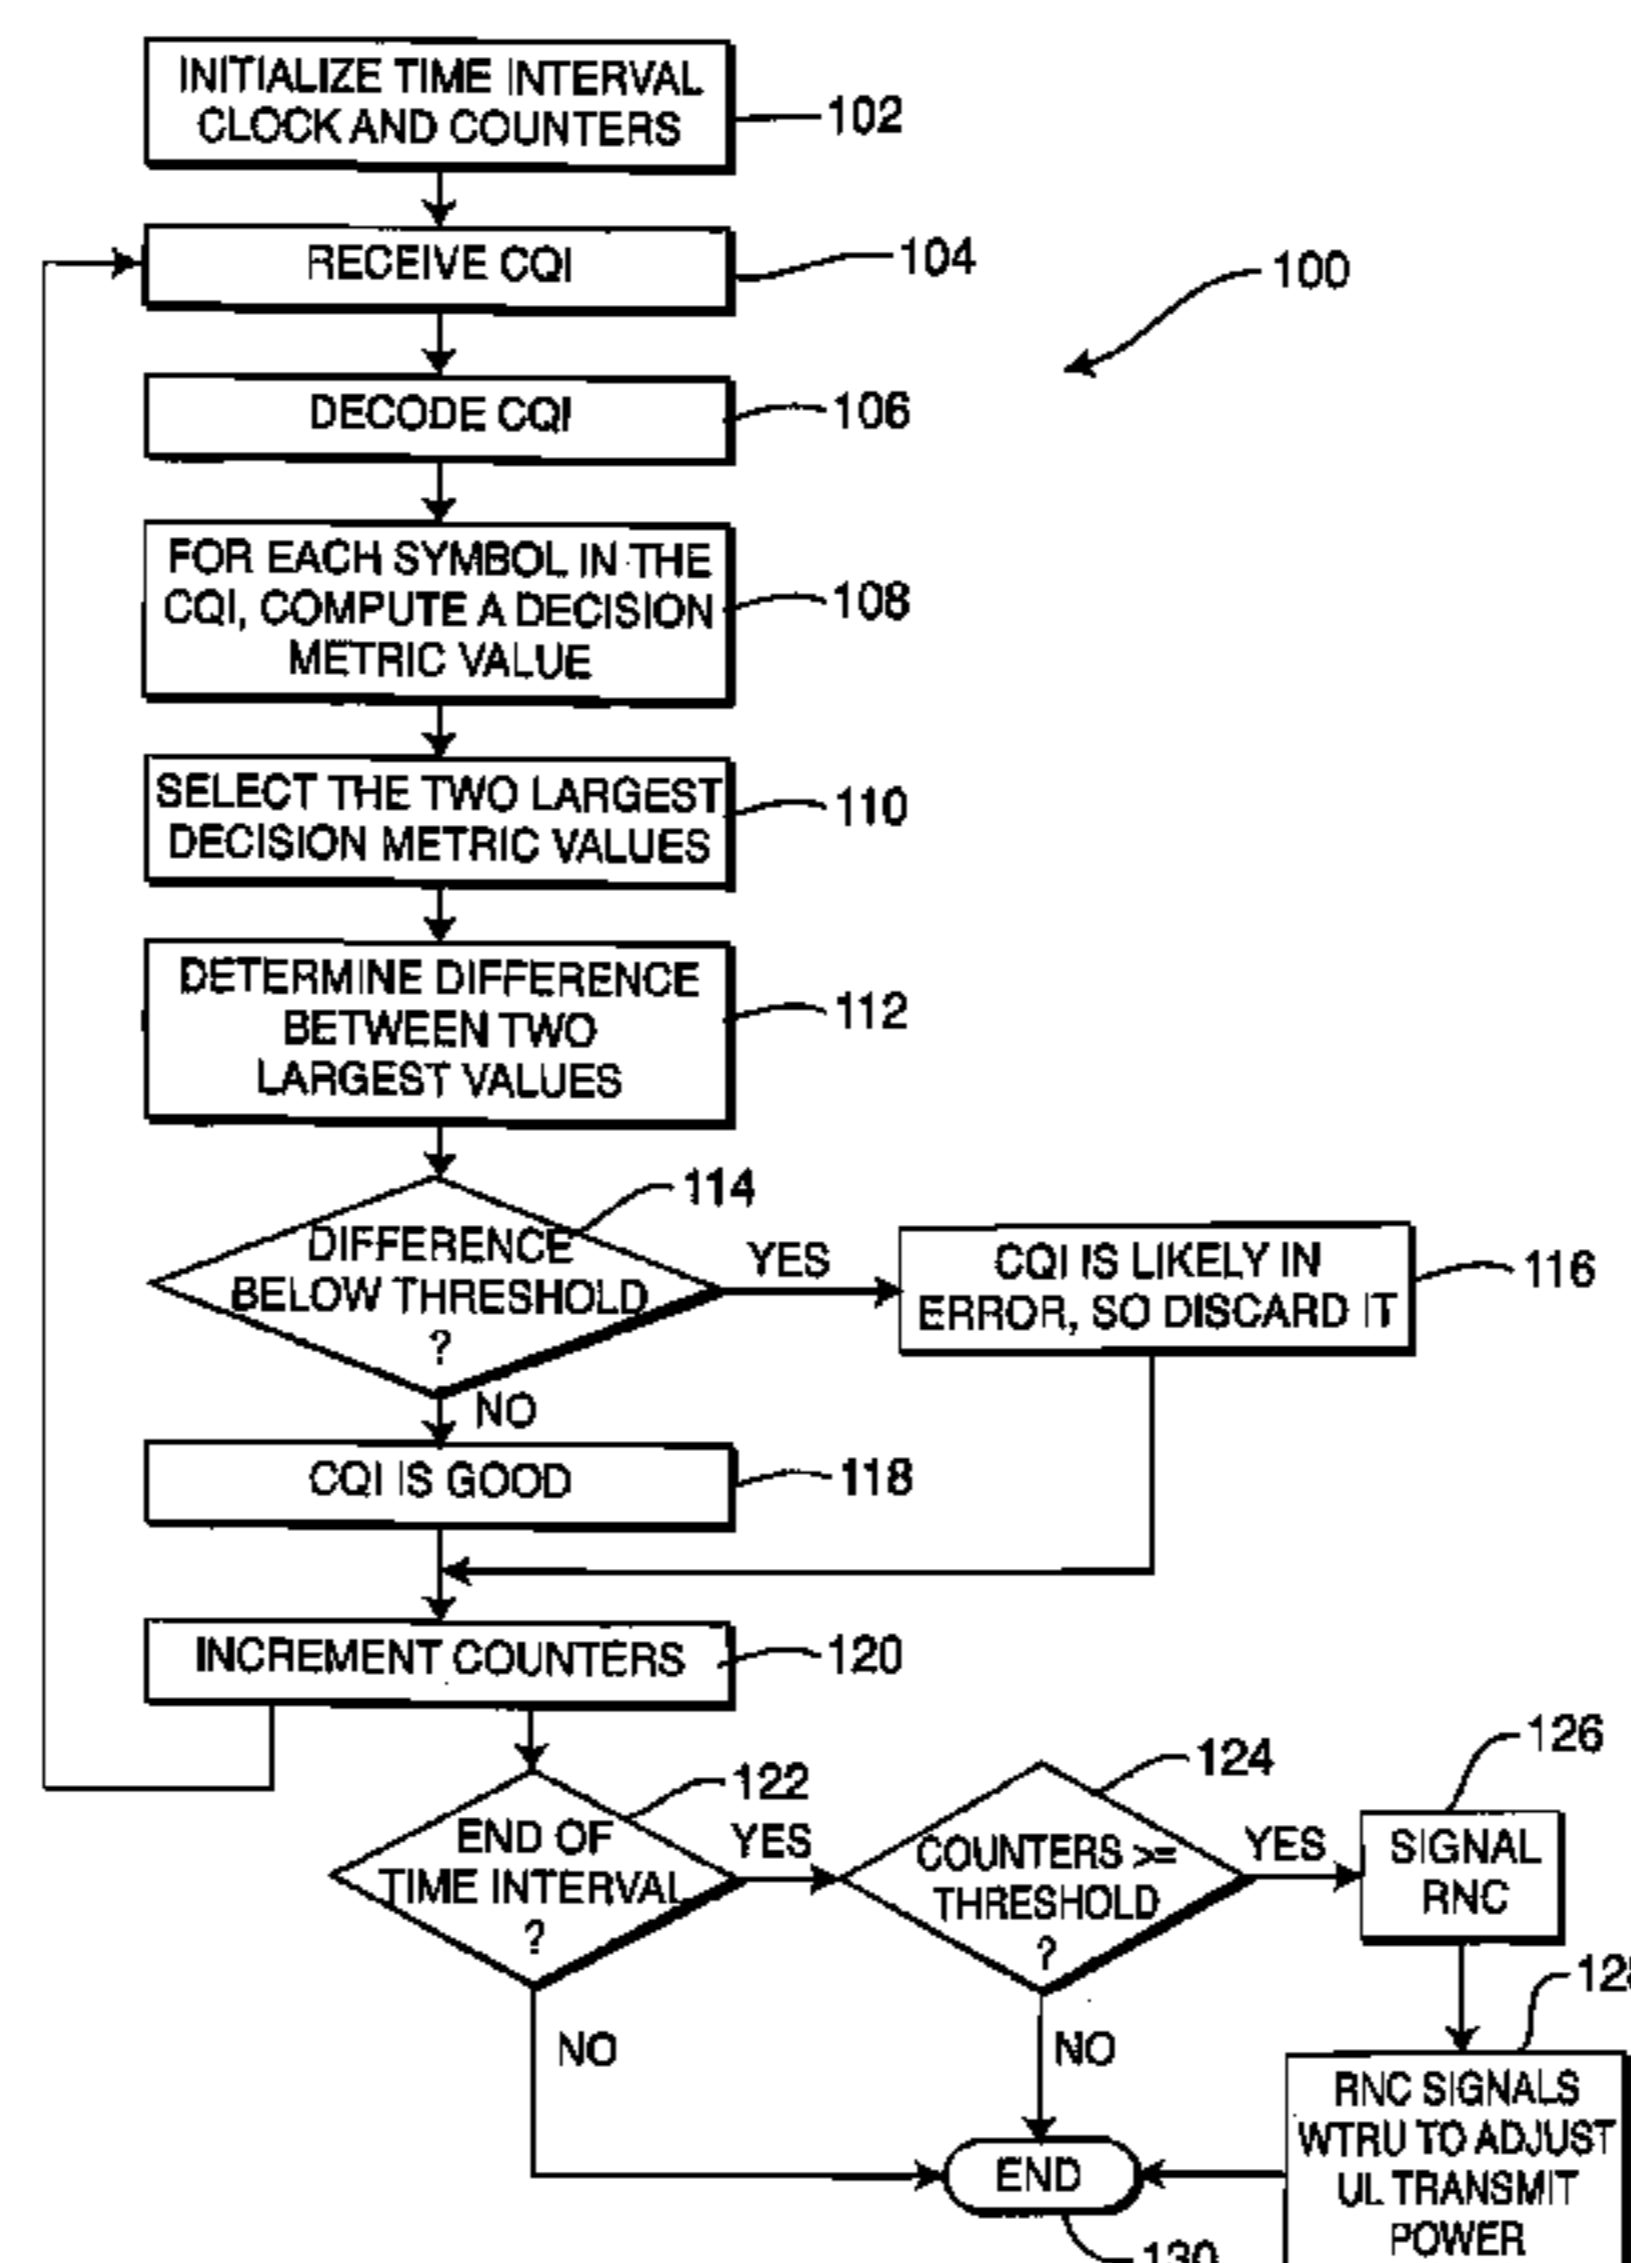 INITIALIZE TIME INTERVAL
CLOCK AND COUNTERS
102
RECEIVE CQI
104
100
DECODE CQI
106
FOR EACH SYMBOL IN THE
CQI, COMPUTE A DECISION
METRIC VALUE
108
SELECT THE TWO LARGEST
DECISION METRIC VALUES
110
DETERMINE DIFFERENCE
BETWEEN TWO
LARGEST VALUES
112
114
DIFFERENCE
BELOW THRESHOLD
?
YES
CQI IS LIKELY IN
ERROR, SO DISCARD IT
116
NO
CQI IS GOOD
118
INCREMENT COUNTERS
120
122
END OF
TIME INTERVAL
?
YES
124
COUNTERS >=
THRESHOLD
?
YES
126
SIGNAL
RNC
NO
NO
RNC SIGNALS
WTRU TO ADJUST
UL TRANSMIT
POWER
END
130